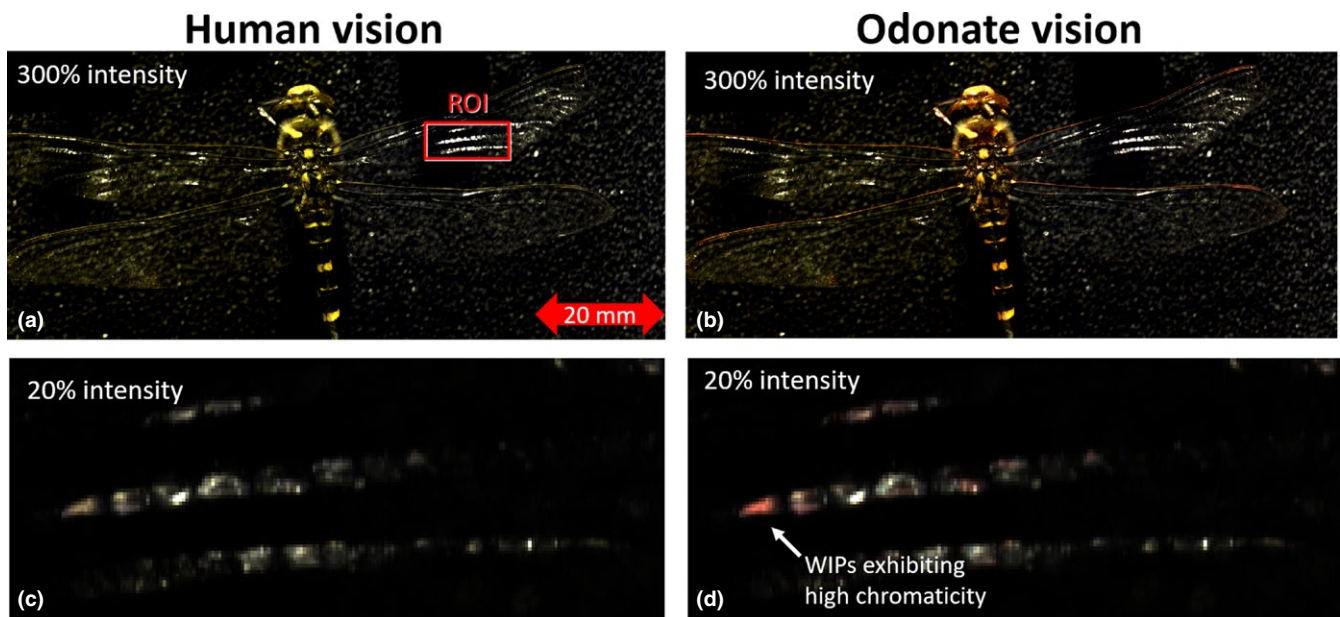 Human vision
Odonate vision
300% intensity
ROI
20 mm
(a)
300% intensity
(b)
20% intensity
(c)
20% intensity
WIPs exhibiting
high chromaticity
(d)